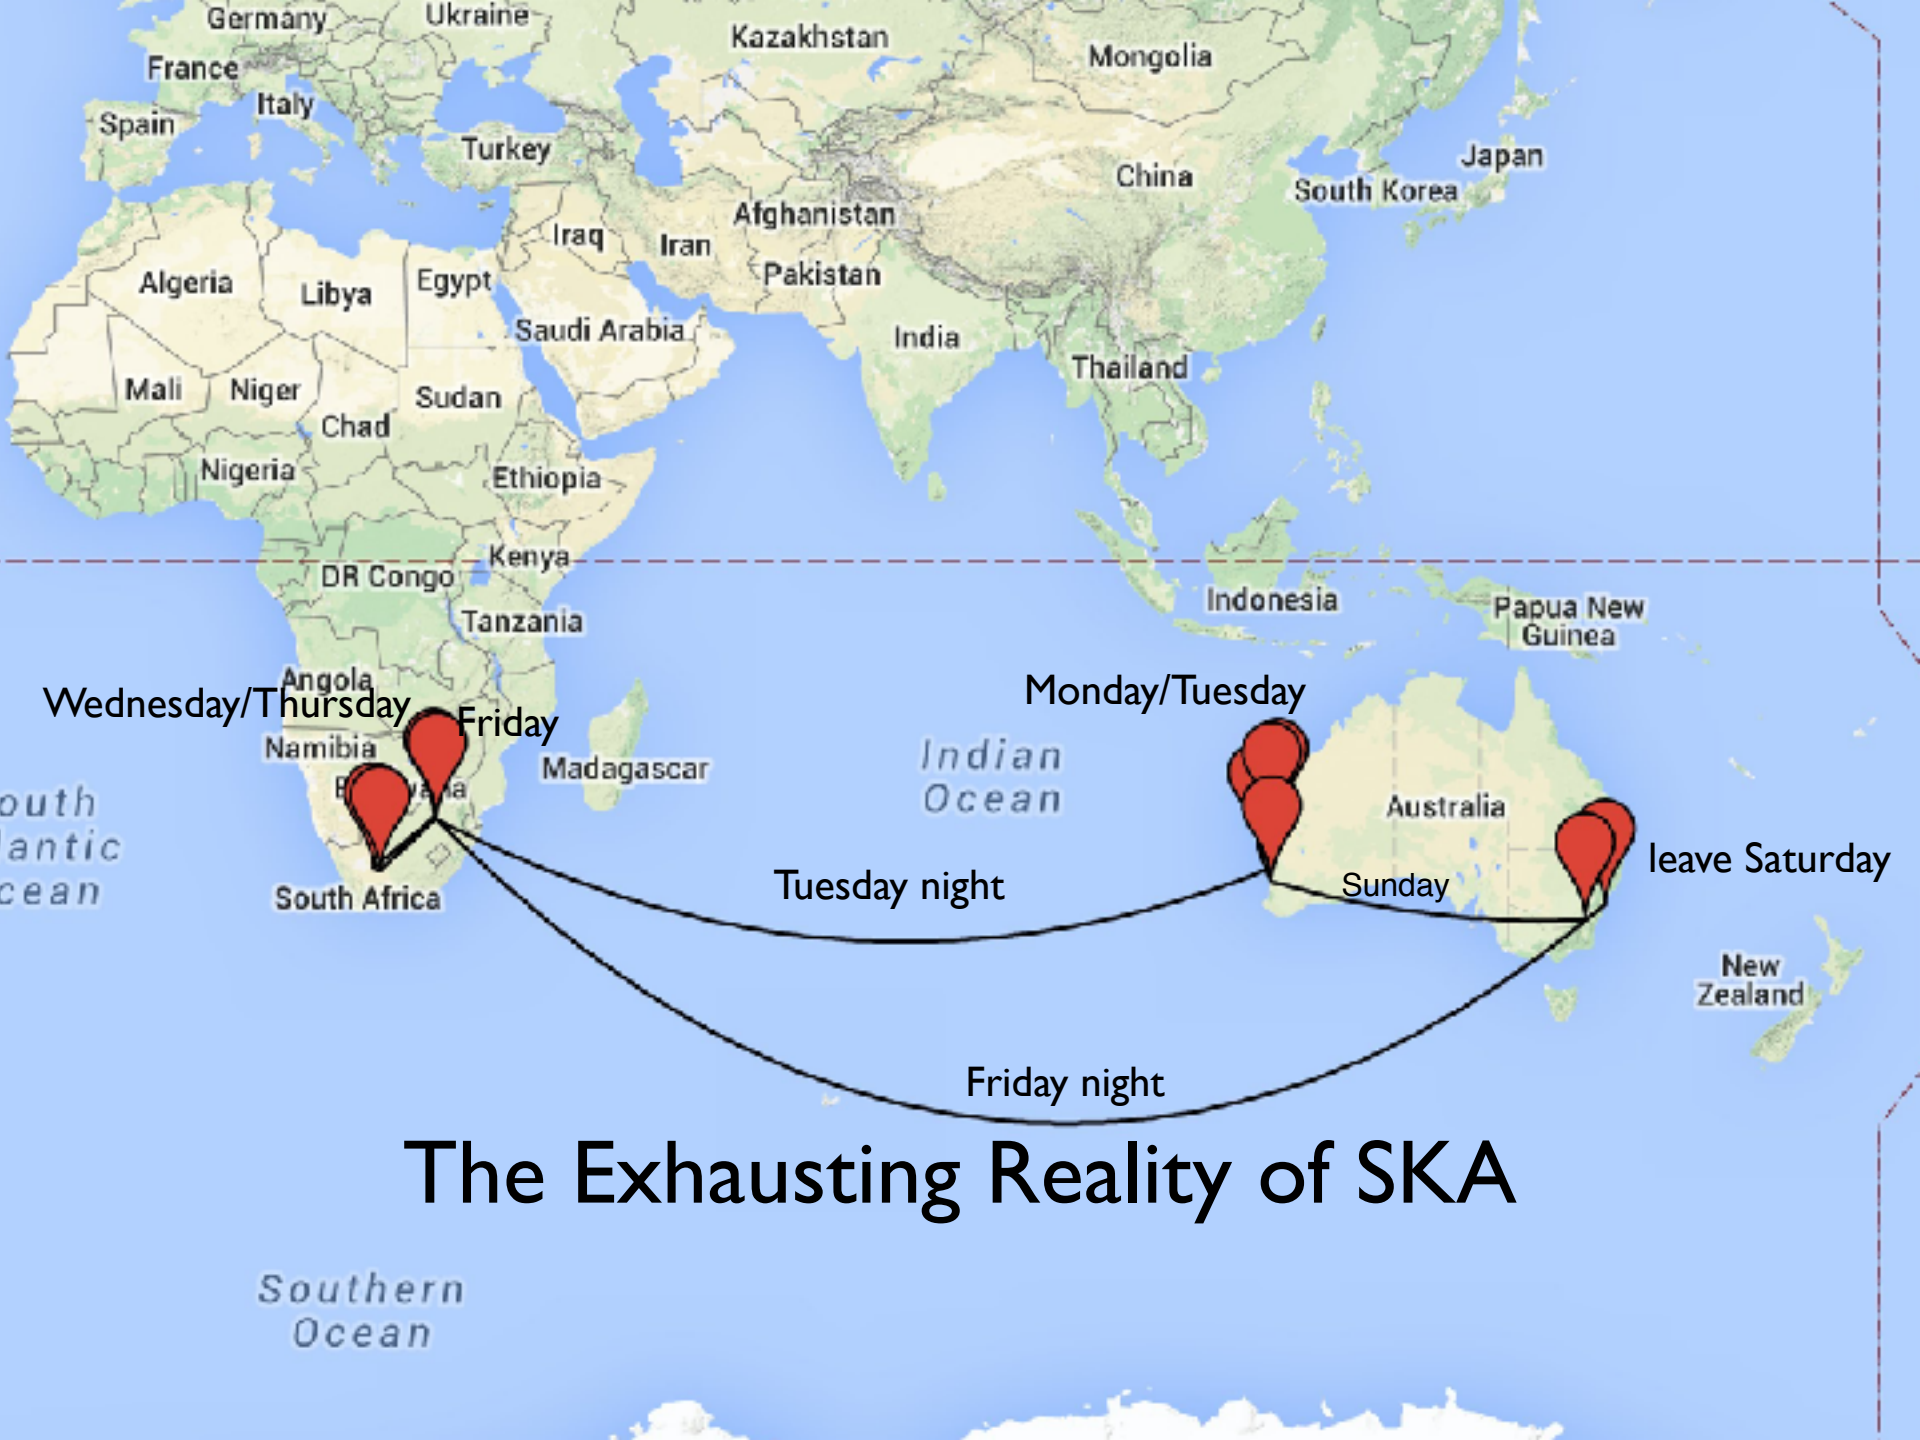 Germany
Ukraine
Kazakhstan
Mongolia
France
Italy
Spain
Turkey
China
Japan
South Korea
Afghanistan
Iraq
Iran
Pakistan
Algeria
Libya
Egypt
Saudi Arabia
India
Thailand
Mali
Niger
Sudan
Chad
Nigeria
Ethiopia
Kenya
DR Congo
Tanzania
Indonesia
Papua New
Guinea
Angola
Wednesday/Thursday
Friday
Monday/Tuesday
Namibia
Madagascar
Indian
Ocean
Australia
outh
lantic
cean
South Africa
Tuesday night
Sunday
leave Saturday
New
Zealand
Friday night
The Exhausting Reality of SKA
Southern
Ocean